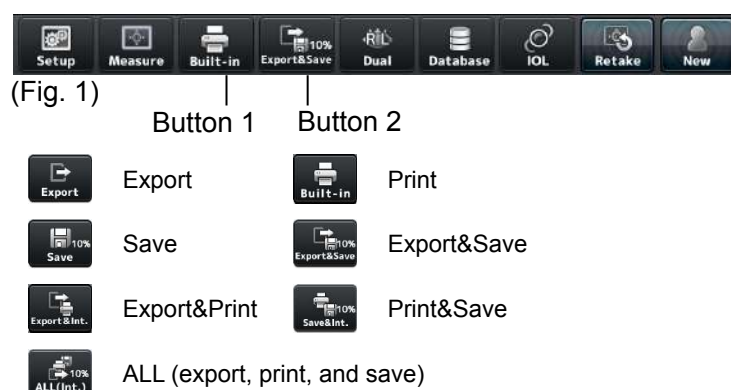 10%
R L
Setup Measure Built-in Export&Save Dual Database IOL Retake New
(Fig. 1)
Button 1 Button 2
Export Export Built-in Print
10% Save Save 10% Export&Save Export&Save
Export&Int. Export&Print 10% Save&Int. Print&Save
10% ALL(Int.) ALL (export, print, and save)